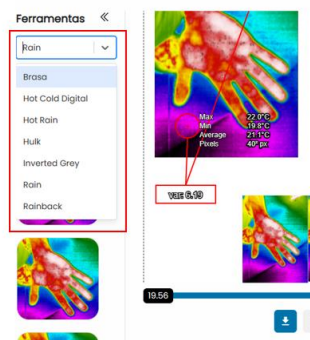 Ferramentas «
Rain
Brasa
Hot Cold Digital
Hot Rain
Hulk
Inverted Grey
Rain
Rainback
Max 22.0°C
Min 19.8°C
Average 21.1°C
Pixels 40² px
var: 6.19
19.56